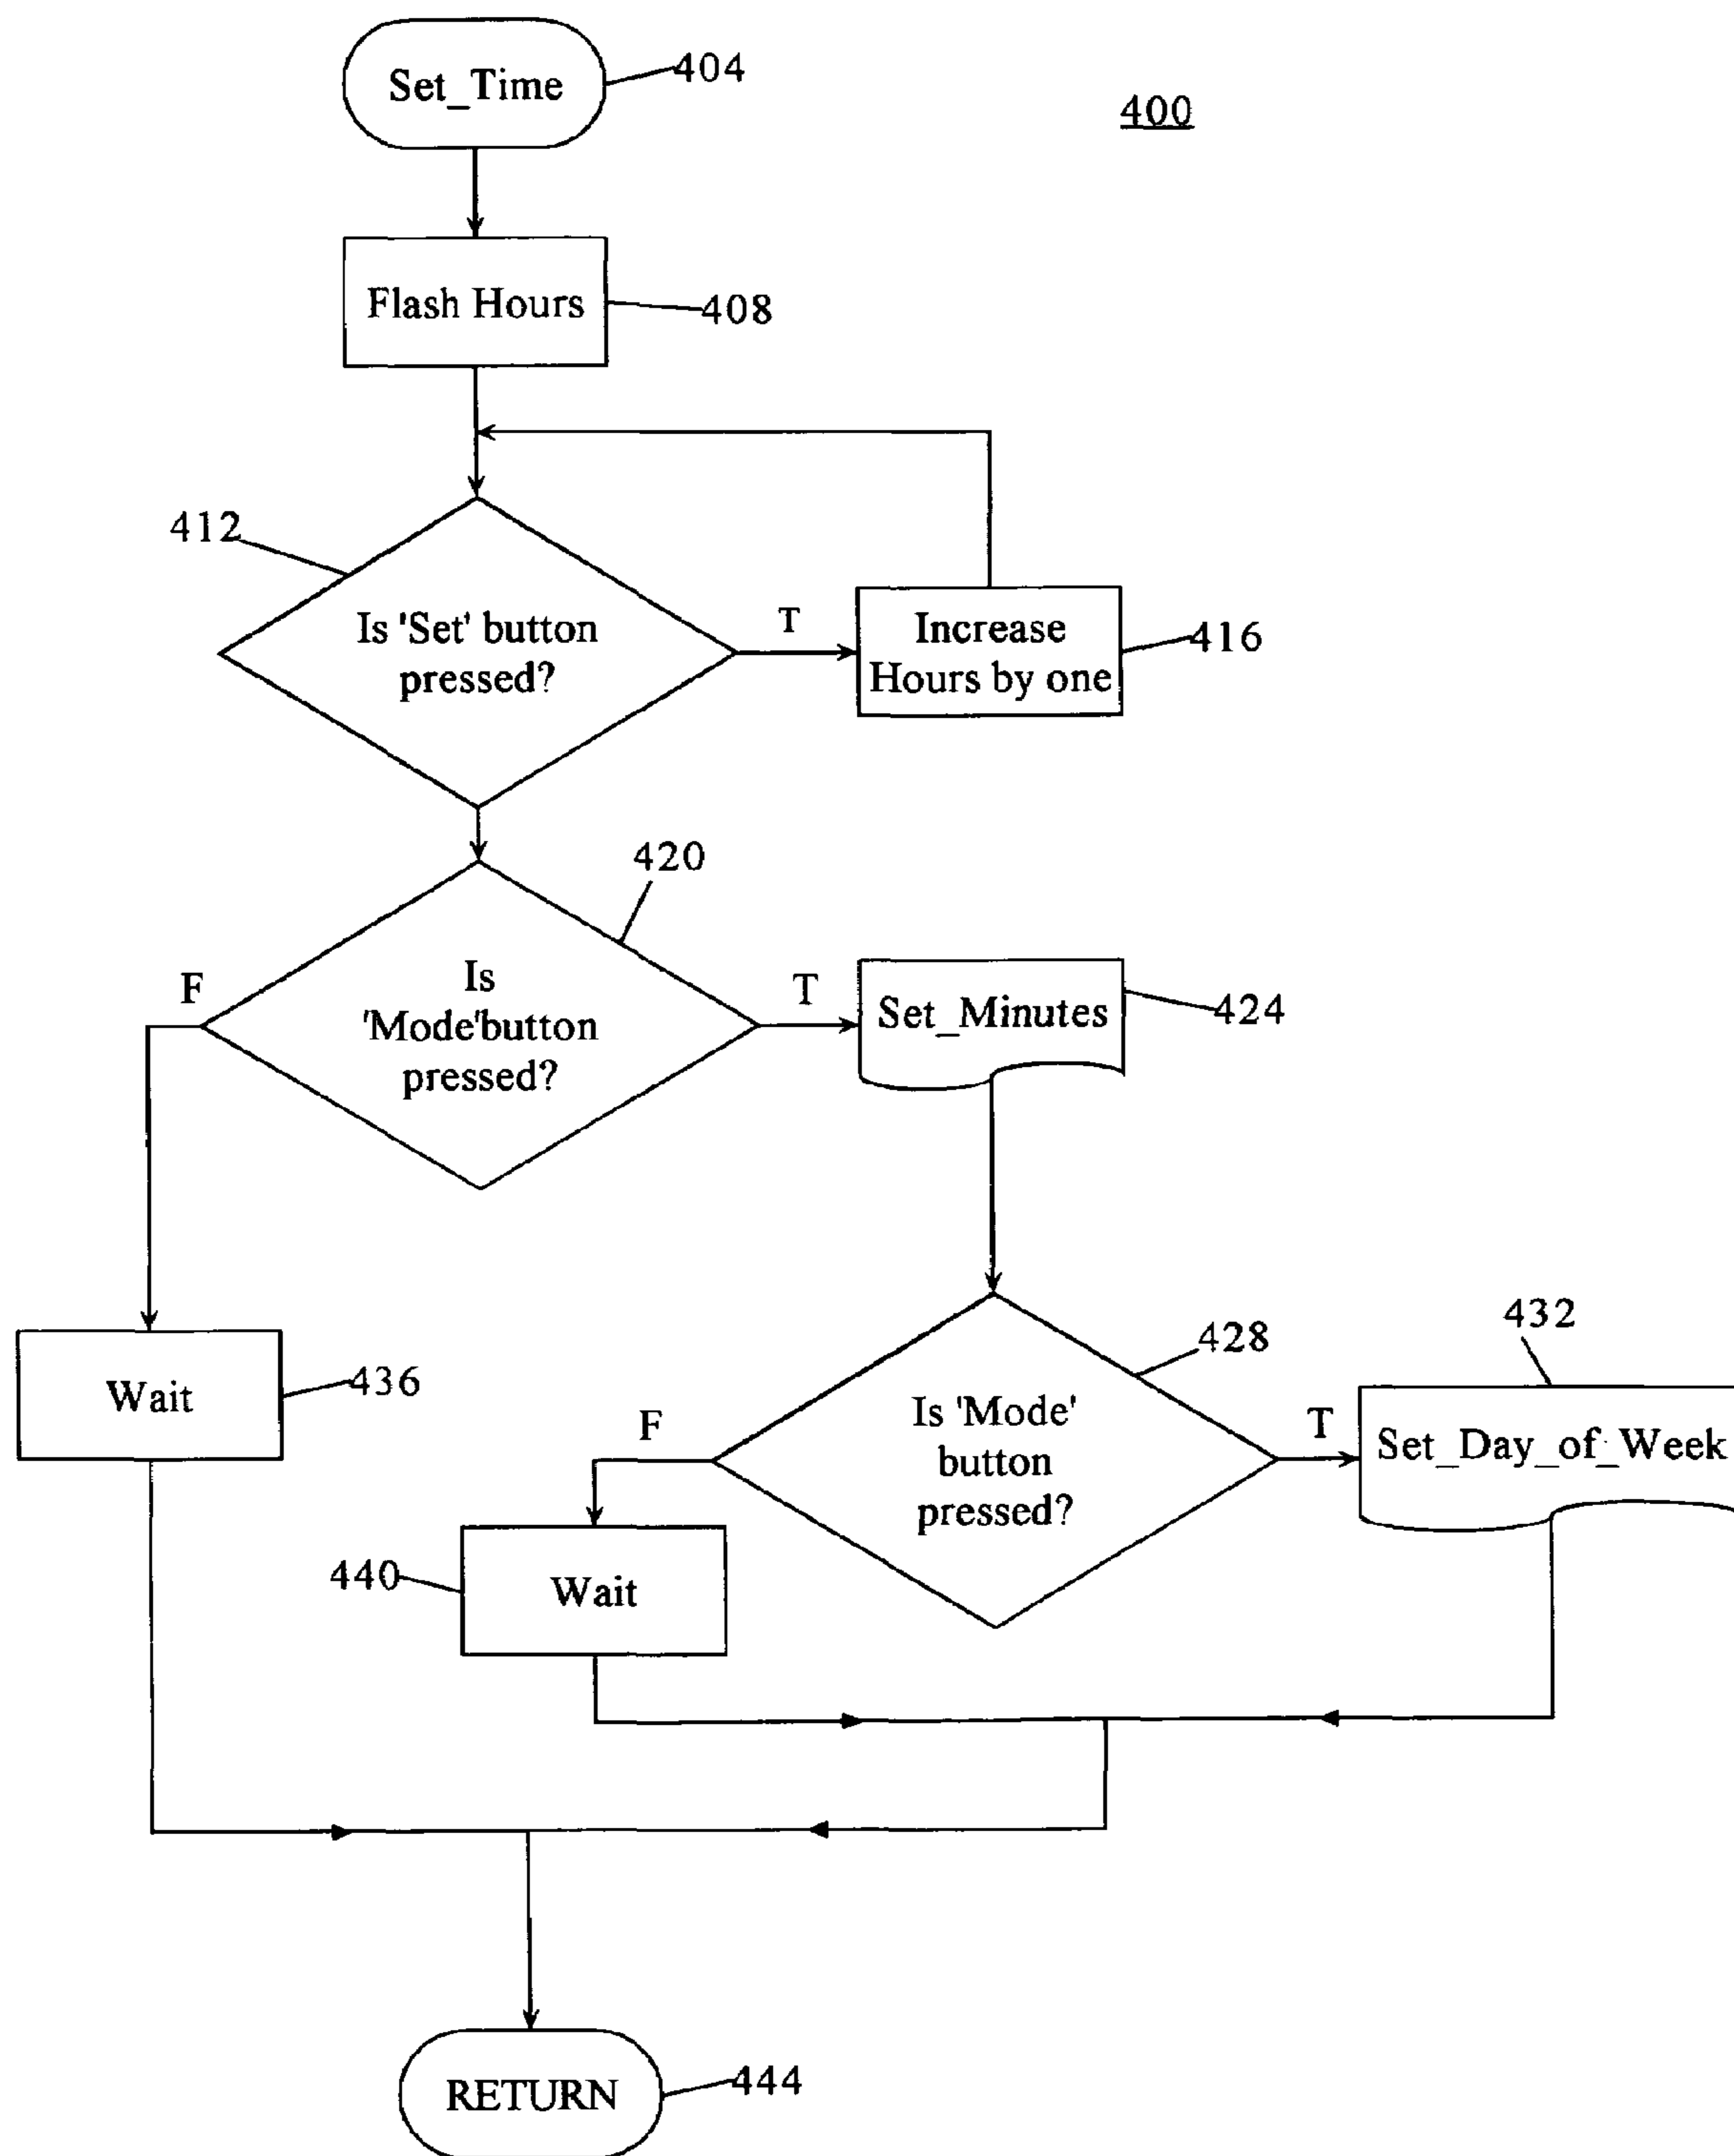 Set_Time
404
400
Flash Hours
408
412
Is 'Set' button
pressed?
T
Increase
Hours by one
416
420
Is
'Mode'button
pressed?
F
T
Set_Minutes
424
Wait
436
428
Is 'Mode'
button
pressed?
F
T
432
Set_Day_of_Week
440
Wait
RETURN
444